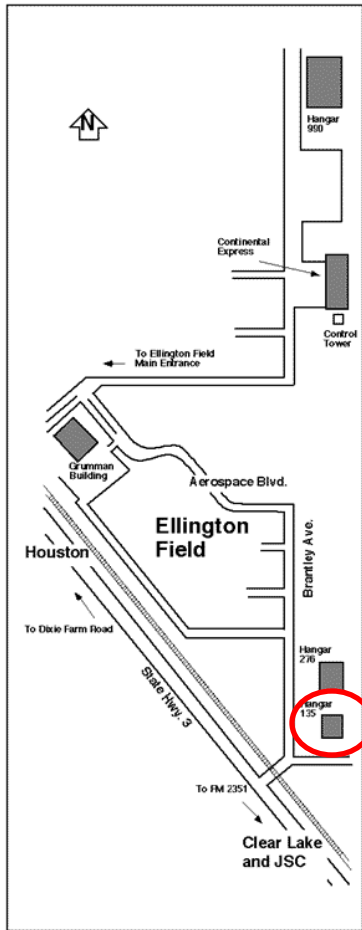 Hangar
990
N
Continental
Express
Control
Tower
To Ellington Field
Main Entrance
Grumman
Building
Aerospace Blvd.
Ellington
Field
Brantley Ave.
Houston
To Dixie Farm Road
State Hwy. 3
Hangar
276
Hangar
135
To FM 2351
Clear Lake
and JSC